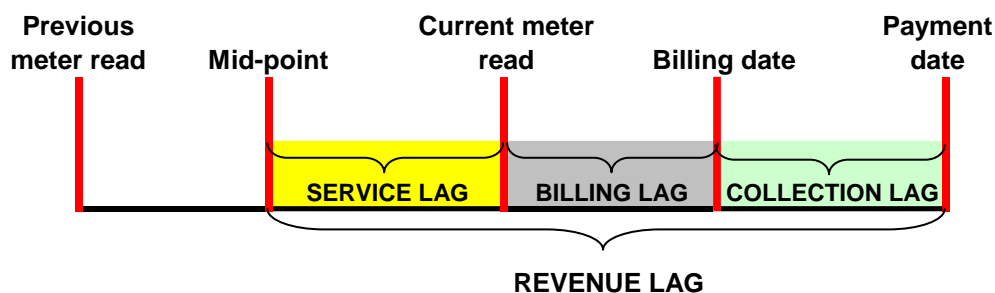 Previous
meter read
Mid-point
Current meter
read
Billing date
Payment
date
SERVICE LAG
BILLING LAG
COLLECTION LAG
REVENUE LAG